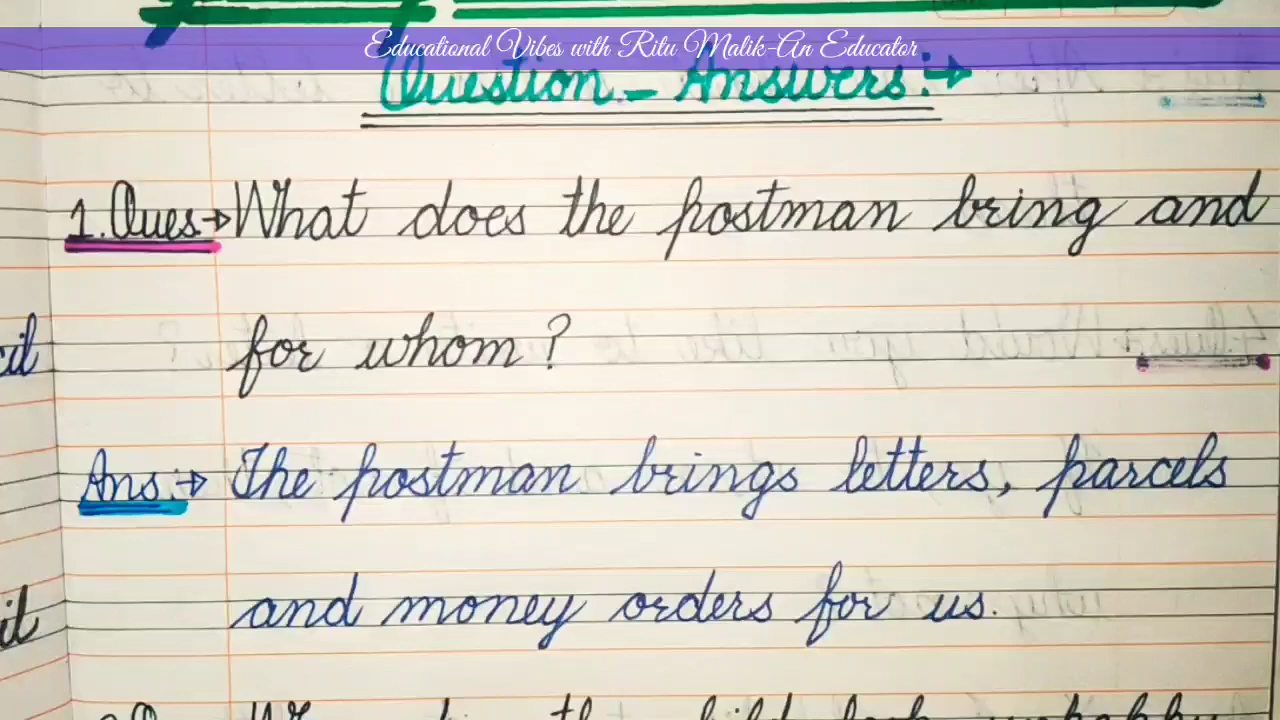 Educational Vibes with Ritu Malik-An Educator
Question - Answers:→
1. Ques→ What does the postman bring and
for whom?
Ans:→ The postman brings letters, parcels
and money orders for us.